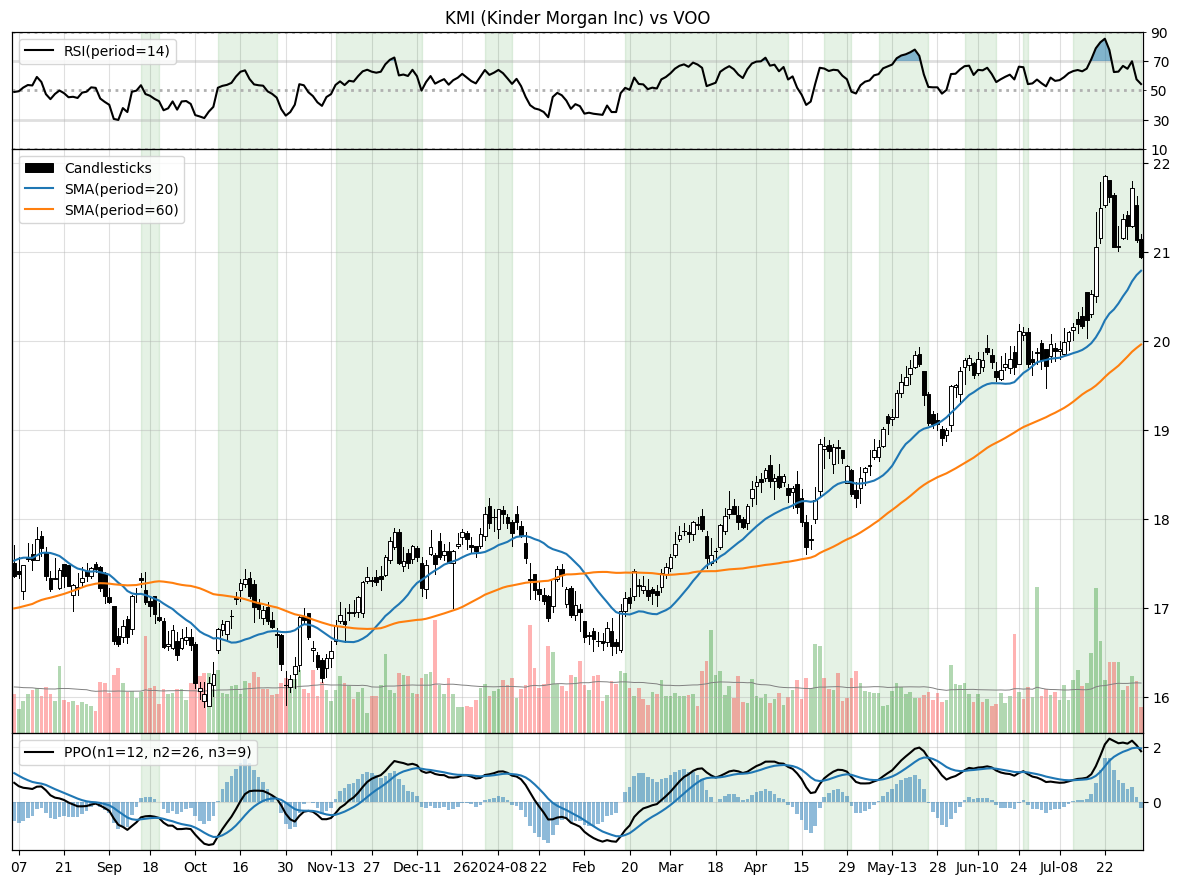 KMI (Kinder Morgan Inc) vs VOO
RSI(period=14)
90
70
50
30
10
Candlesticks
SMA(period=20)
SMA(period=60)
22
21
20
19
18
17
16
PPO(n1=12, n2=26, n3=9)
2
0
07 21 Sep 18 Oct 16 30 Nov-13 27 Dec-11 26 2024-08 22 Feb 20 Mar 18 Apr 15 29 May-13 28 Jun-10 24 Jul-08 22